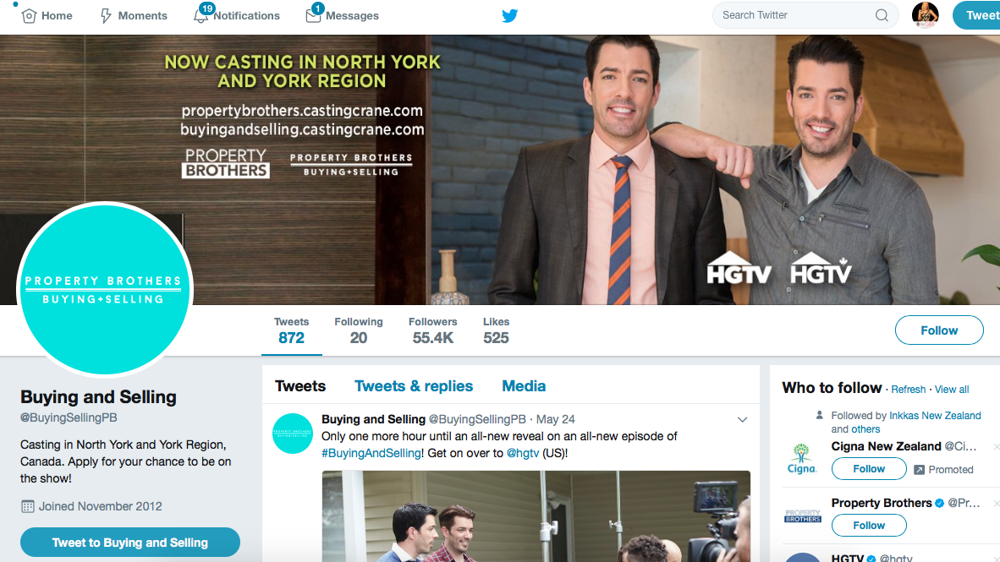 Home
Moments
19
Notifications
1
Messages
Search Twitter
Tweet
NOW CASTING IN NORTH YORK
AND YORK REGION
propertybrothers.castingcrane.com
buyingandselling.castingcrane.com
PROPERTY
BROTHERS
PROPERTY BROTHERS
BUYING+SELLING
HGTV
HGTV
PROPERTY BROTHERS
BUYING+SELLING
Tweets
872
Following
20
Followers
55.4K
Likes
525
Follow
Buying and Selling
@BuyingSellingPB
Casting in North York and York Region,
Canada. Apply for your chance to be on
the show!
Joined November 2012
Tweet to Buying and Selling
Tweets
Tweets & replies
Media
Buying and Selling @BuyingSellingPB · May 24
Only one more hour until an all-new reveal on an all-new episode of
#BuyingAndSelling! Get on over to @hgtv (US)!
Who to follow · Refresh · View all
Followed by Inkkas New Zealand
and others
Cigna New Zealand @Ci...
Cigna
Follow
Promoted
Property Brothers @Pr...
PROPERTY
BROTHERS
Follow
HGTV @hgtv